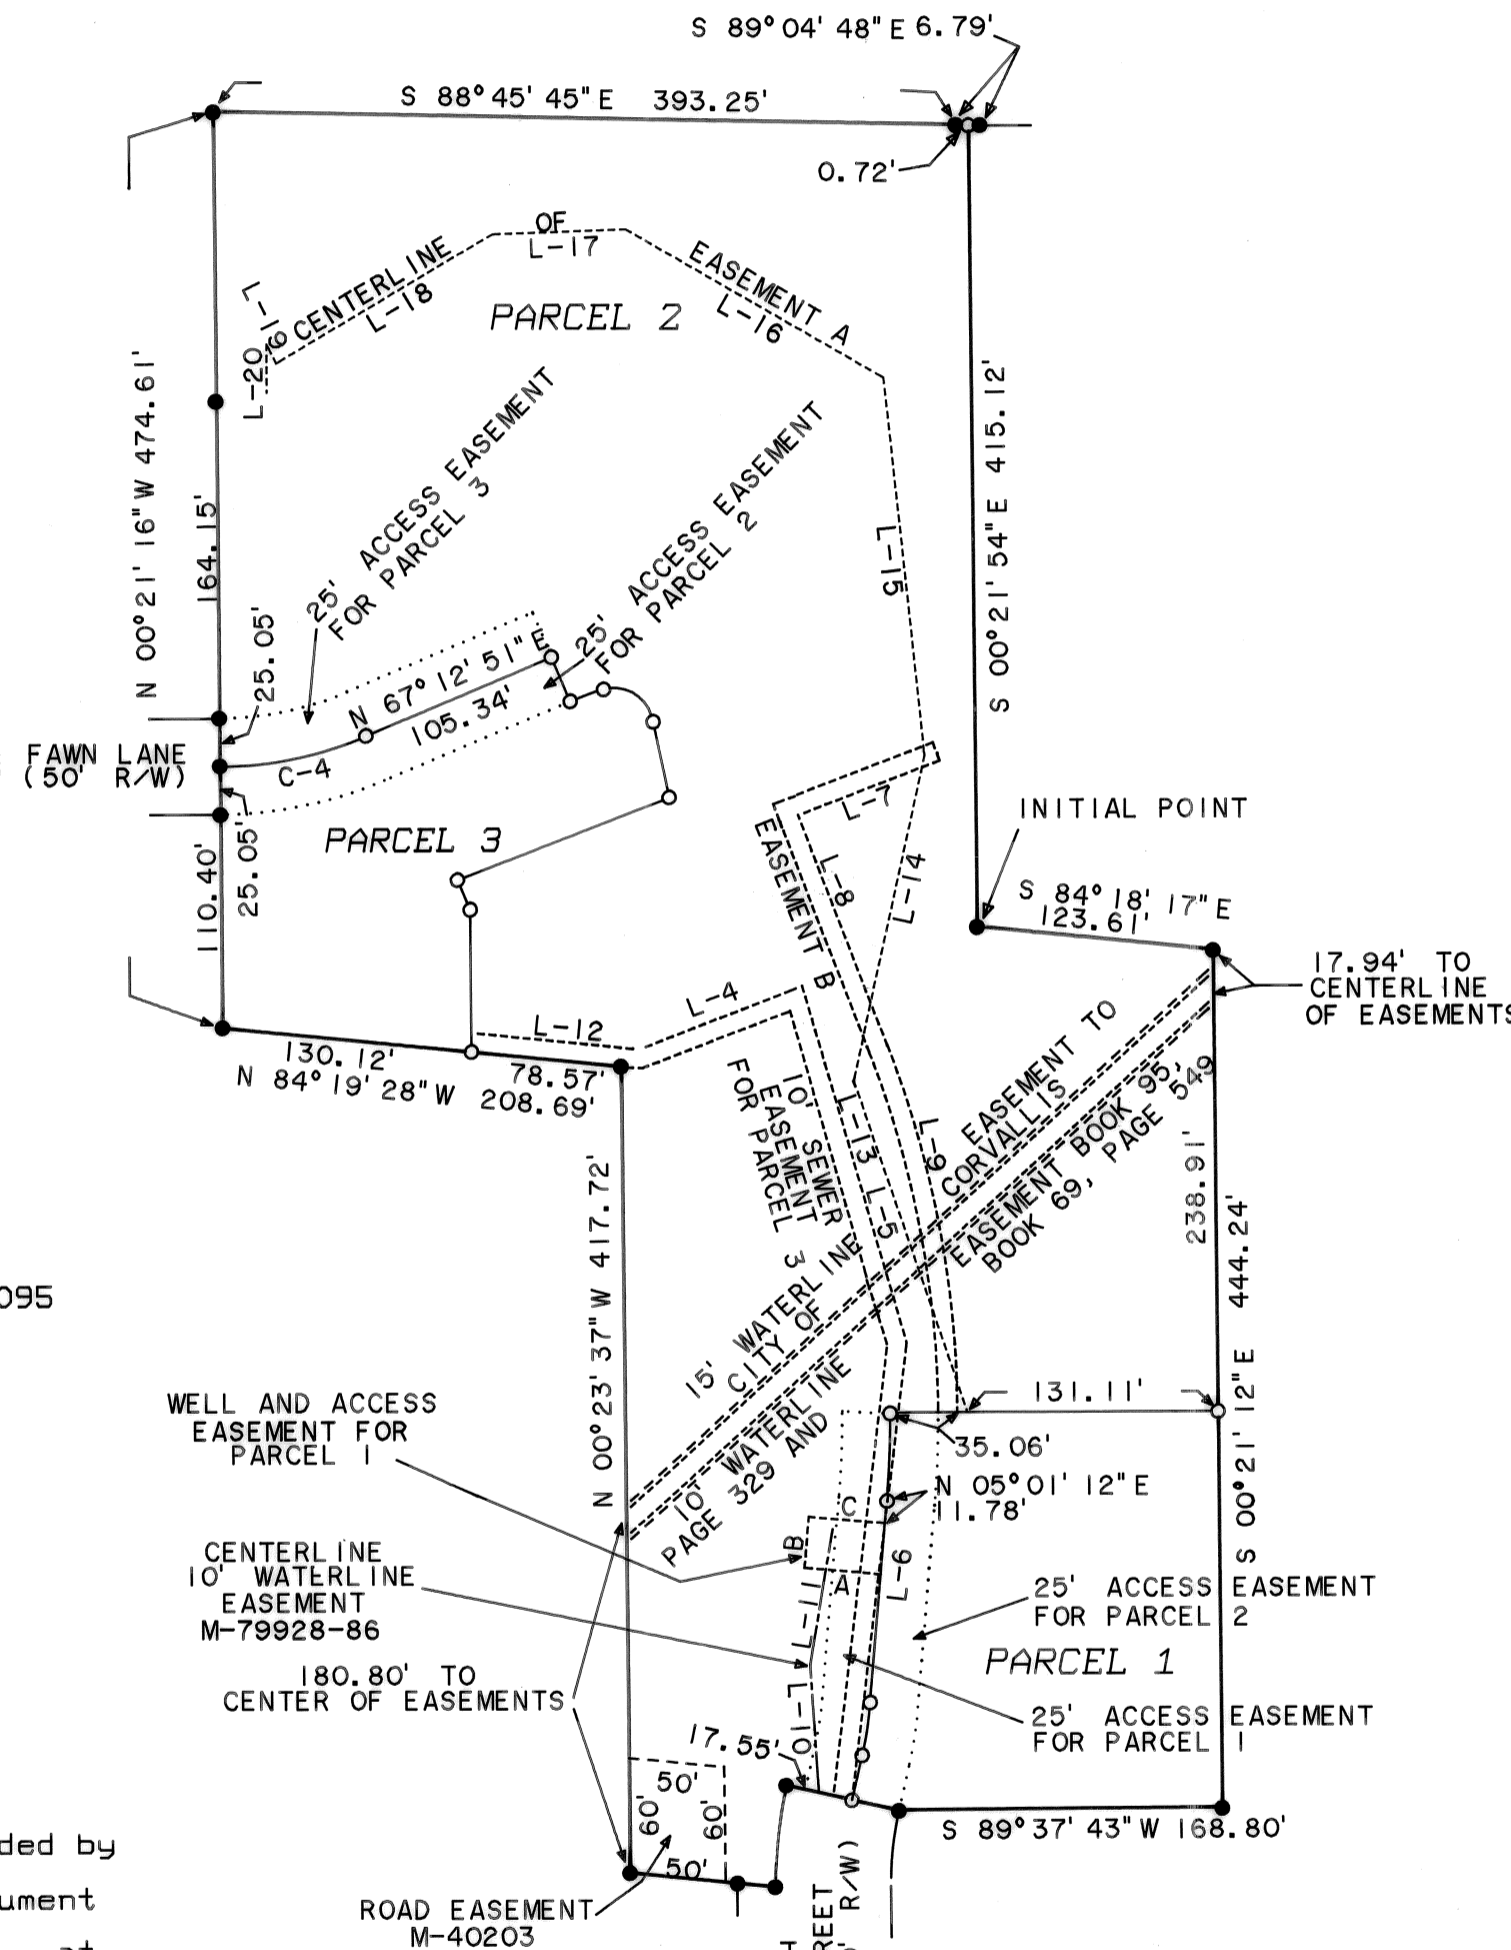 S 89°04'48"E 6.79'
S 88°45'45"E 393.25'
0.72'
OF
L-17
CENTERLINE
L-18
EASEMENT A
L-16
L-19
L-20
PARCEL 2
N 00°21'16"W 474.61'
164.15'
25' ACCESS EASEMENT
FOR PARCEL 3
25' ACCESS EASEMENT
FOR PARCEL 2
L-15
S 00°21'54"E 415.12'
25.05'
N 67°12'51"E
105.34'
FAWN LANE
(50' R/W)
C-4
L-7
INITIAL POINT
PARCEL 3
110.40'
25.05'
EASEMENT B
L-8
L-14
S 84°18'17"E
123.61'
17.94' TO
CENTERLINE
OF EASEMENTS
L-4
L-12
130.12'
78.57'
N 84°19'28"W 208.69'
10' SEWER
EASEMENT
FOR PARCEL 3
L-13
L-5
L-9
15' WATERLINE EASEMENT TO
CITY OF CORVALLIS
10' WATERLINE EASEMENT BOOK 95,
PAGE 329 AND BOOK 69, PAGE 549
238.91'
444.24'
S 00°21'12"E
N 00°23'37"W 417.72'
095
131.11'
35.06'
WELL AND ACCESS
EASEMENT FOR
PARCEL 1
N 05°01'12"E
11.78'
C
B
A
L-6
L-11
CENTERLINE
10' WATERLINE
EASEMENT
M-79928-86
25' ACCESS EASEMENT
FOR PARCEL 2
PARCEL 1
180.80' TO
CENTER OF EASEMENTS
L-10
25' ACCESS EASEMENT
FOR PARCEL 1
17.55'
50'
60'
60'
50'
S 89°37'43"W 168.80'
ded by
ument
ROAD EASEMENT
M-40203
REET
R/W)